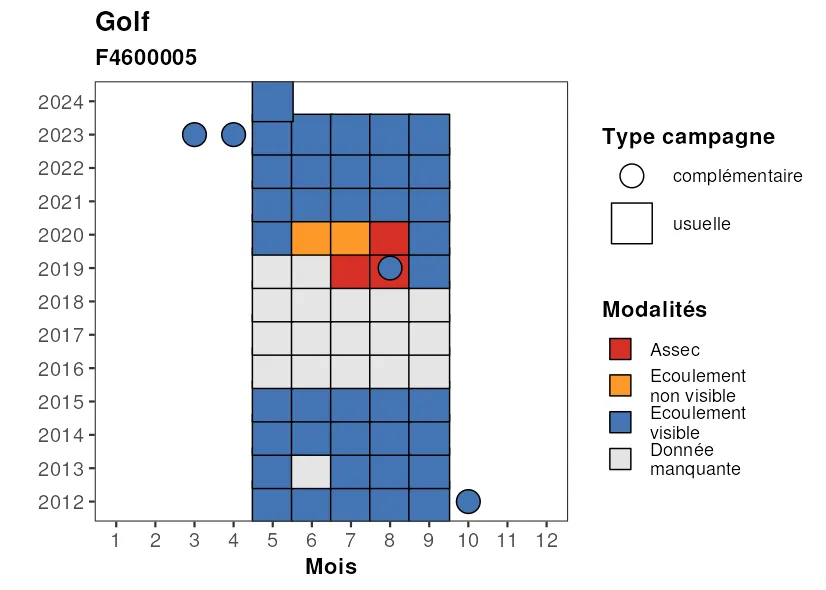 Golf
F4600005
2024
2023
2022
2021
2020
2019
2018
2017
2016
2015
2014
2013
2012
1 2 3 4 5 6 7 8 9 10 11 12
Mois
Type campagne
complémentaire
usuelle
Modalités
Assec
Ecoulement
non visible
Ecoulement
visible
Donnée
manquante